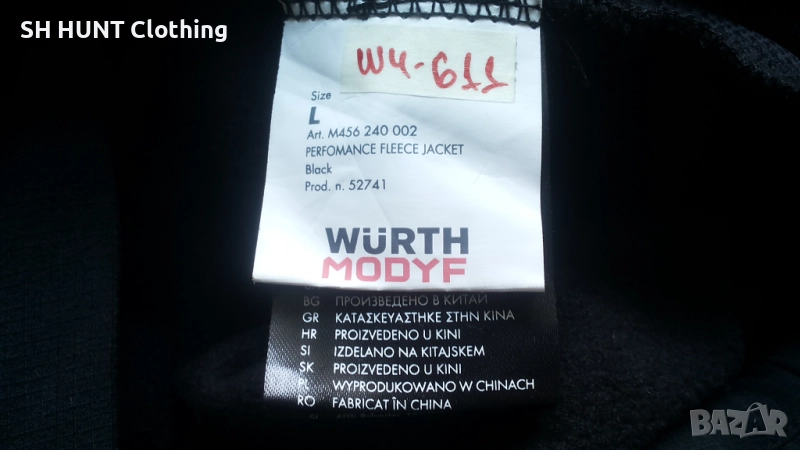 SH HUNT Clothing
WU-611
Size
L
Art. M456 240 002
PERFOMANCE FLEECE JACKET
Black
Prod. n. 52741
WÜRTH
MODYF
BG ПРОИЗВЕДЕНО В КИТАЙ
GR ΚΑΤΑΣΚΕΥΑΣΤΗΚΕ ΣΤΗΝ ΚΙΝΑ
HR PROIZVEDENO U KINI
SI IZDELANO NA KITAJSKEM
SK PROIZVEDENO U KINI
PL WYPRODUKOWANO W CHINACH
RO FABRICAT ÎN CHINA
BAZAR